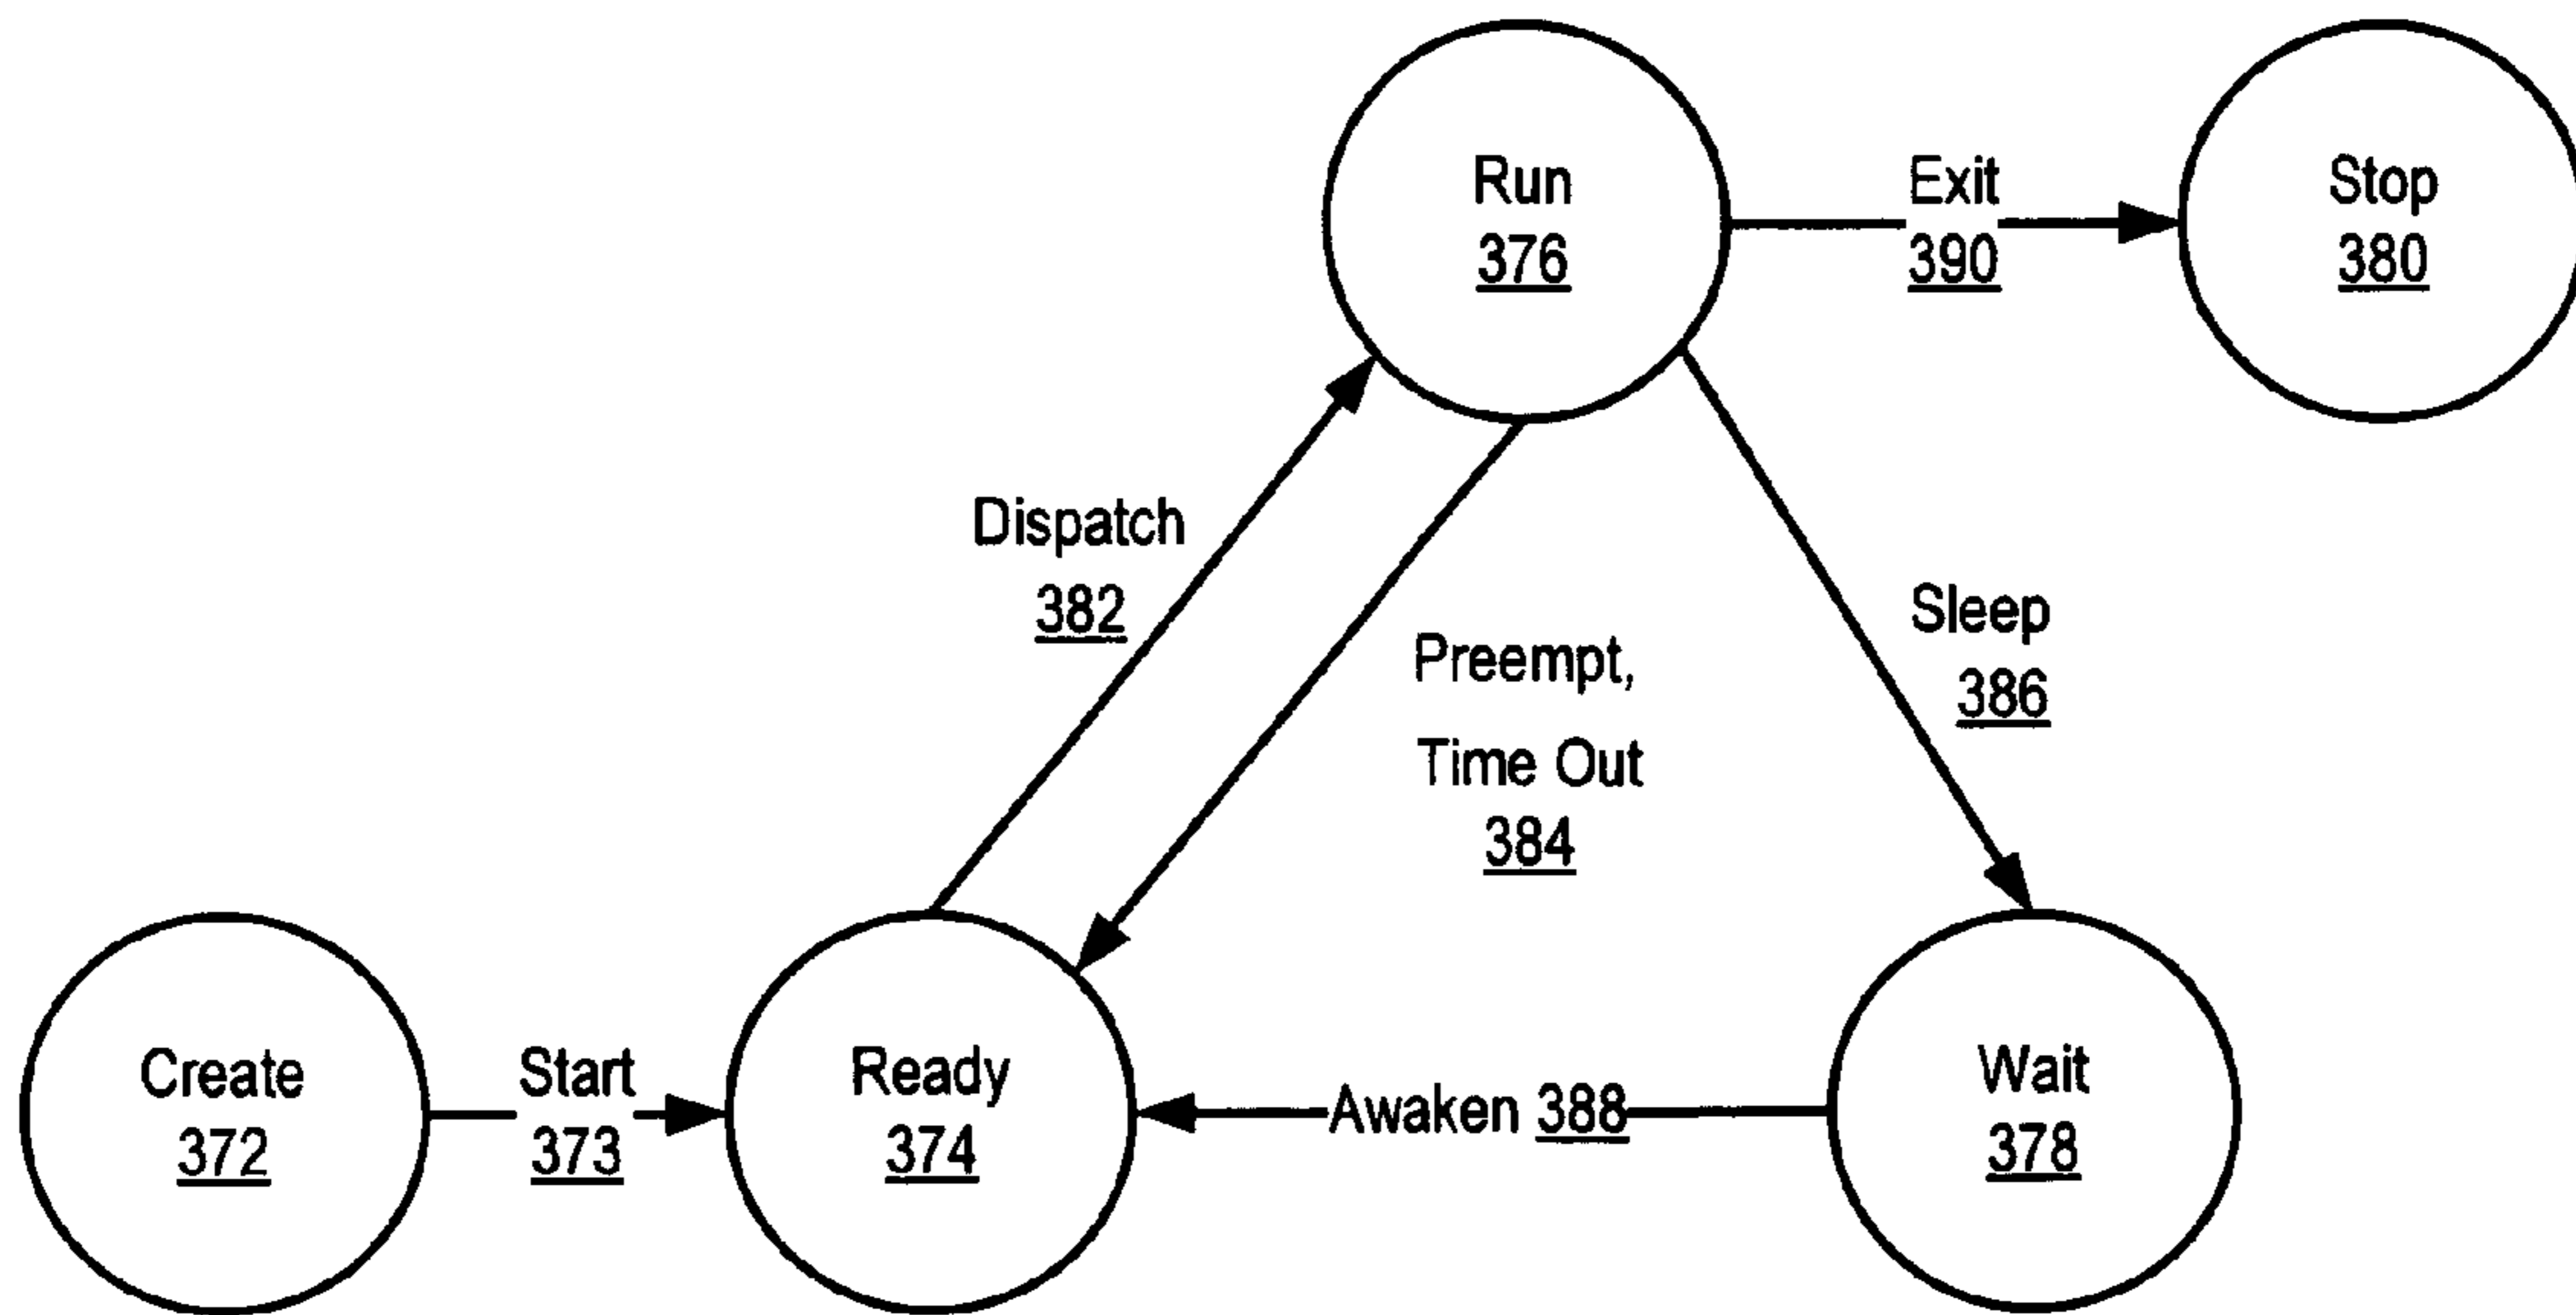 Run
376
Exit
390
Stop
380
Dispatch
382
Preempt,
Time Out
384
Sleep
386
Create
372
Start
373
Ready
374
Awaken 388
Wait
378